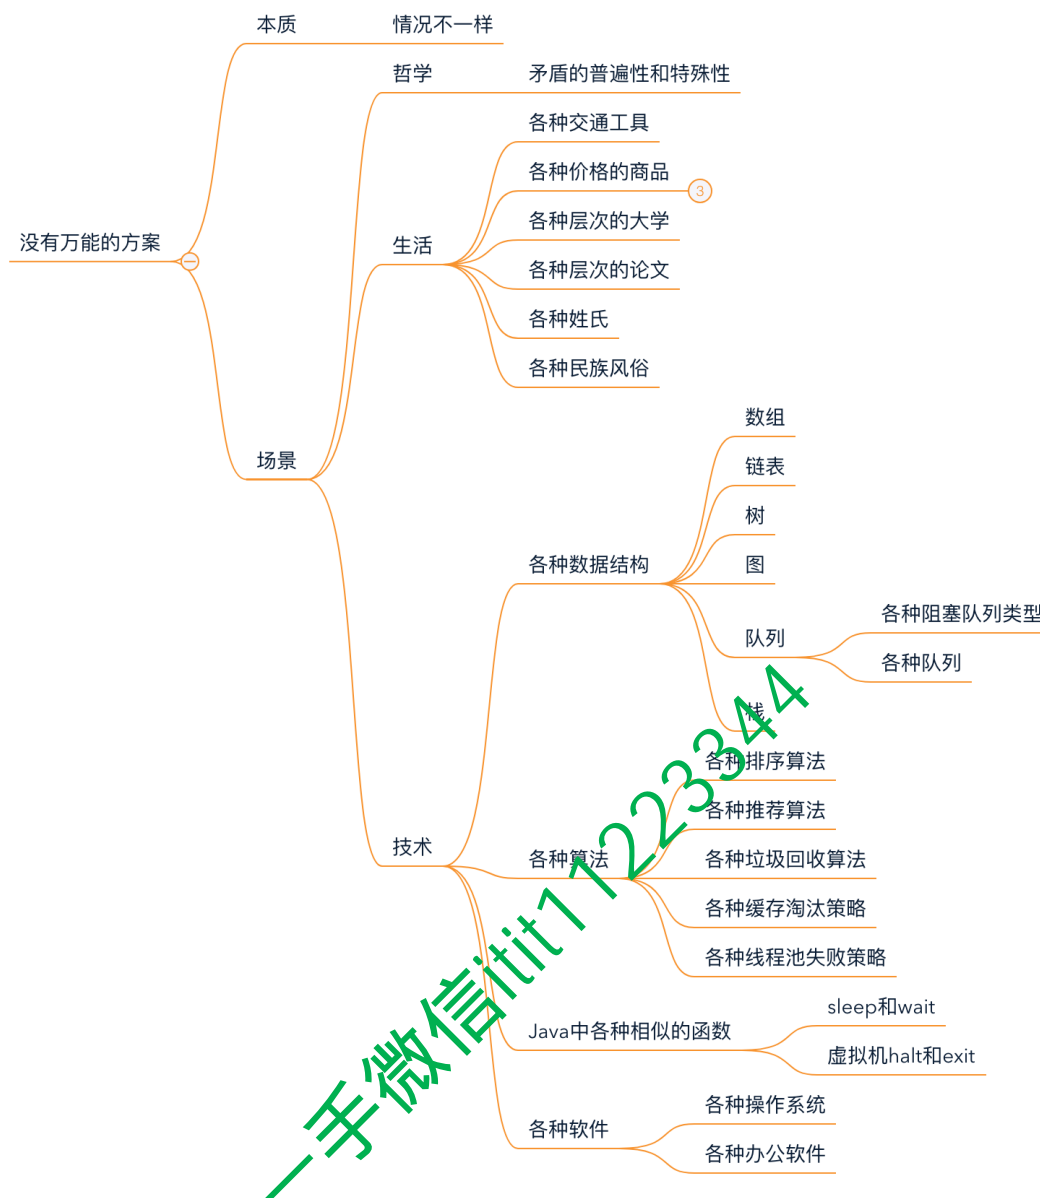 本质
情况不一样
哲学
矛盾的普遍性和特殊性
各种交通工具
各种价格的商品
3
没有万能的方案
生活
各种层次的大学
各种层次的论文
各种姓氏
各种民族风俗
场景
数组
链表
树
各种数据结构
图
队列
各种阻塞队列类型
各种队列
栈
各种排序算法
各种推荐算法
技术
各种算法
各种垃圾回收算法
各种缓存淘汰策略
各种线程池失败策略
Java中各种相似的函数
sleep和wait
虚拟机halt和exit
各种软件
各种操作系统
各种办公软件
一手微信itit11223344